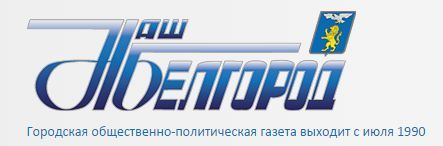 НАШ
БЕЛГОРОД
Городская общественно-политическая газета выходит с июля 1990